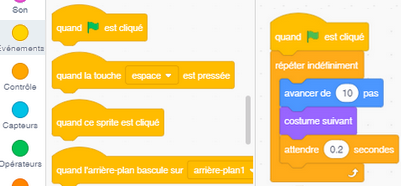 Son
Événements
Contrôle
Capteurs
Opérateurs
quand est cliqué
quand la touche espace est pressée
quand ce sprite est cliqué
quand l'arrière-plan bascule sur arrière-plan1
quand est cliqué
répéter indéfiniment
avancer de 10 pas
costume suivant
attendre 0.2 secondes